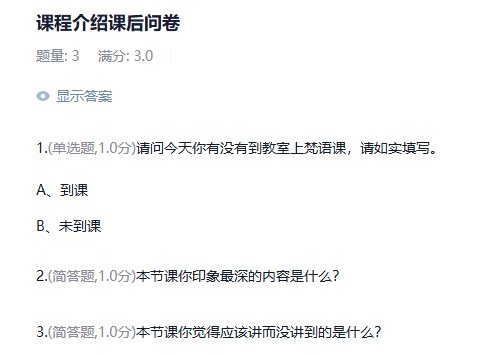 课程介绍课后问卷
题量: 3 满分: 3.0
显示答案
1.(单选题,1.0分)请问今天你有没有到教室上梵语课，请如实填写。
A、到课
B、未到课
2.(简答题,1.0分)本节课你印象最深的内容是什么？
3.(简答题,1.0分)本节课你觉得应该讲而没讲到的是什么？